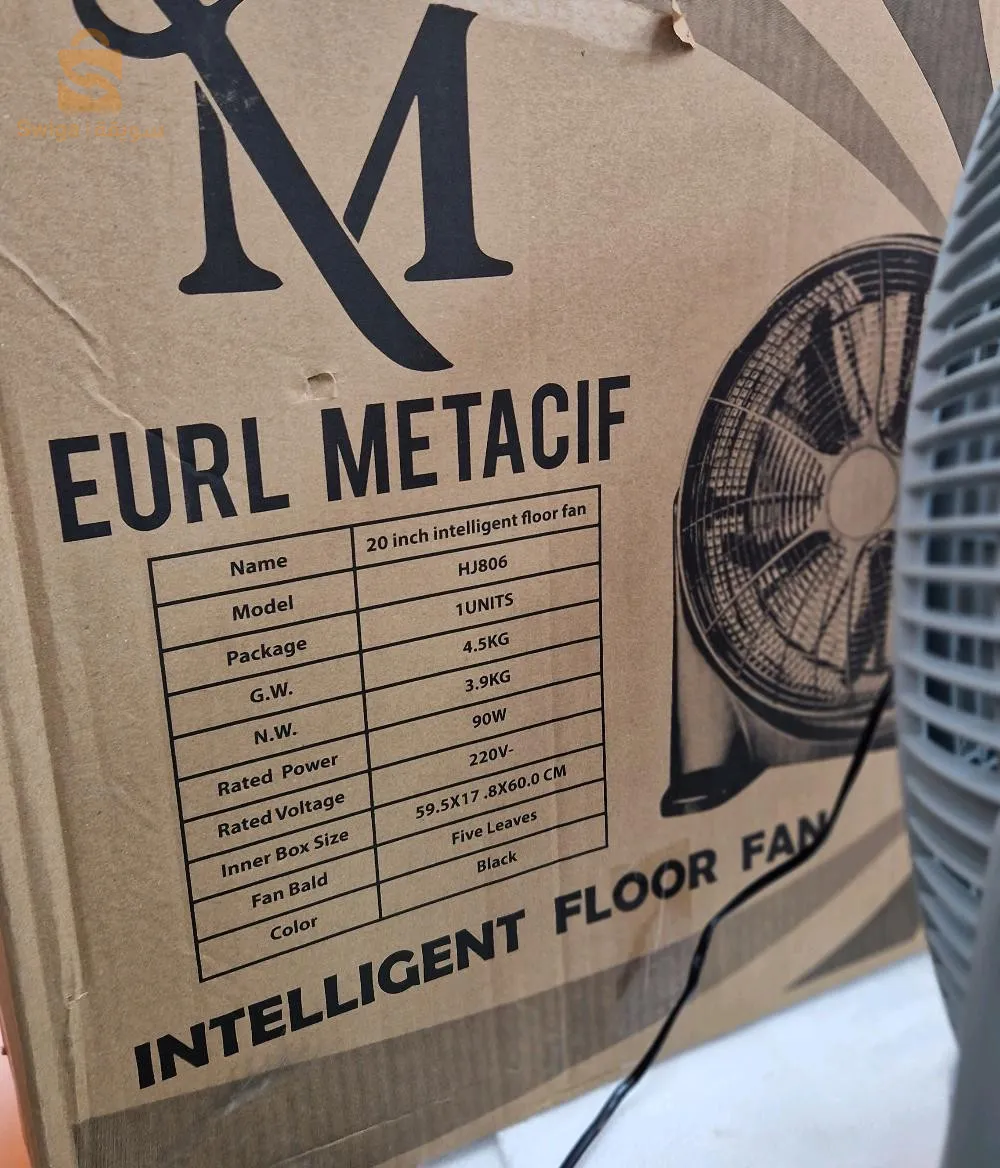 M
EURL METACIF
Name 20 inch intelligent floor fan
Model HJ806
Package 1UNITS
G.W. 4.5KG
N.W. 3.9KG
Rated Power 90W
Rated Voltage 220V-
Inner Box Size 59.5X17 .8X60.0 CM
Fan Bald Five Leaves
Color Black
INTELLIGENT FLOOR FAN